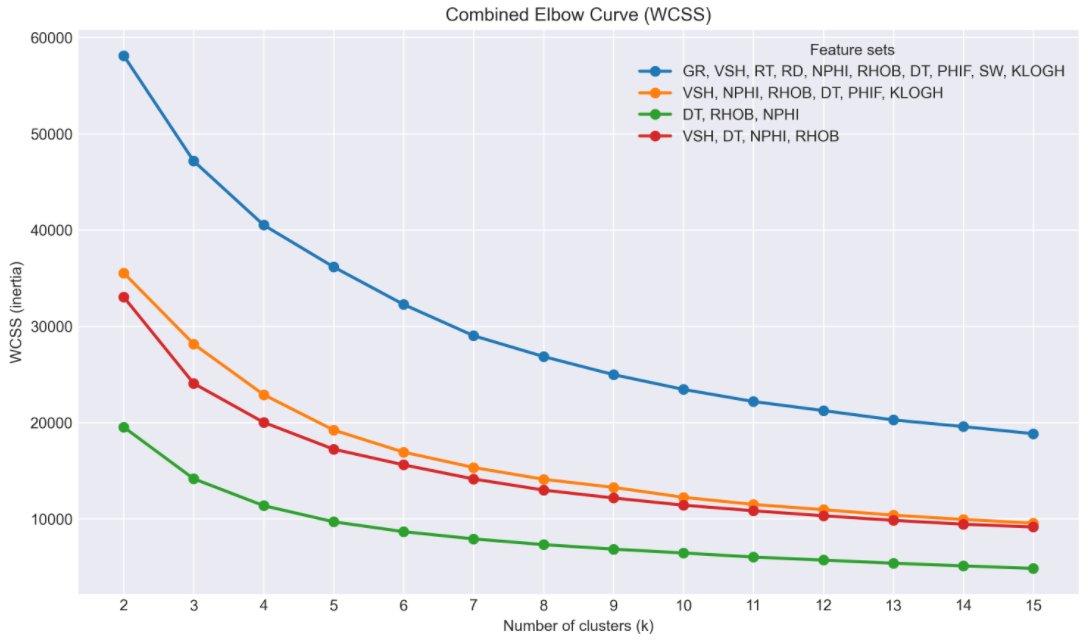 Combined Elbow Curve (WCSS)
60000
50000
40000
30000
20000
10000
WCSS (inertia)
Feature sets
GR, VSH, RT, RD, NPHI, RHOB, DT, PHIF, SW, KLOGH
VSH, NPHI, RHOB, DT, PHIF, KLOGH
DT, RHOB, NPHI
VSH, DT, NPHI, RHOB
2 3 4 5 6 7 8 9 10 11 12 13 14 15
Number of clusters (k)